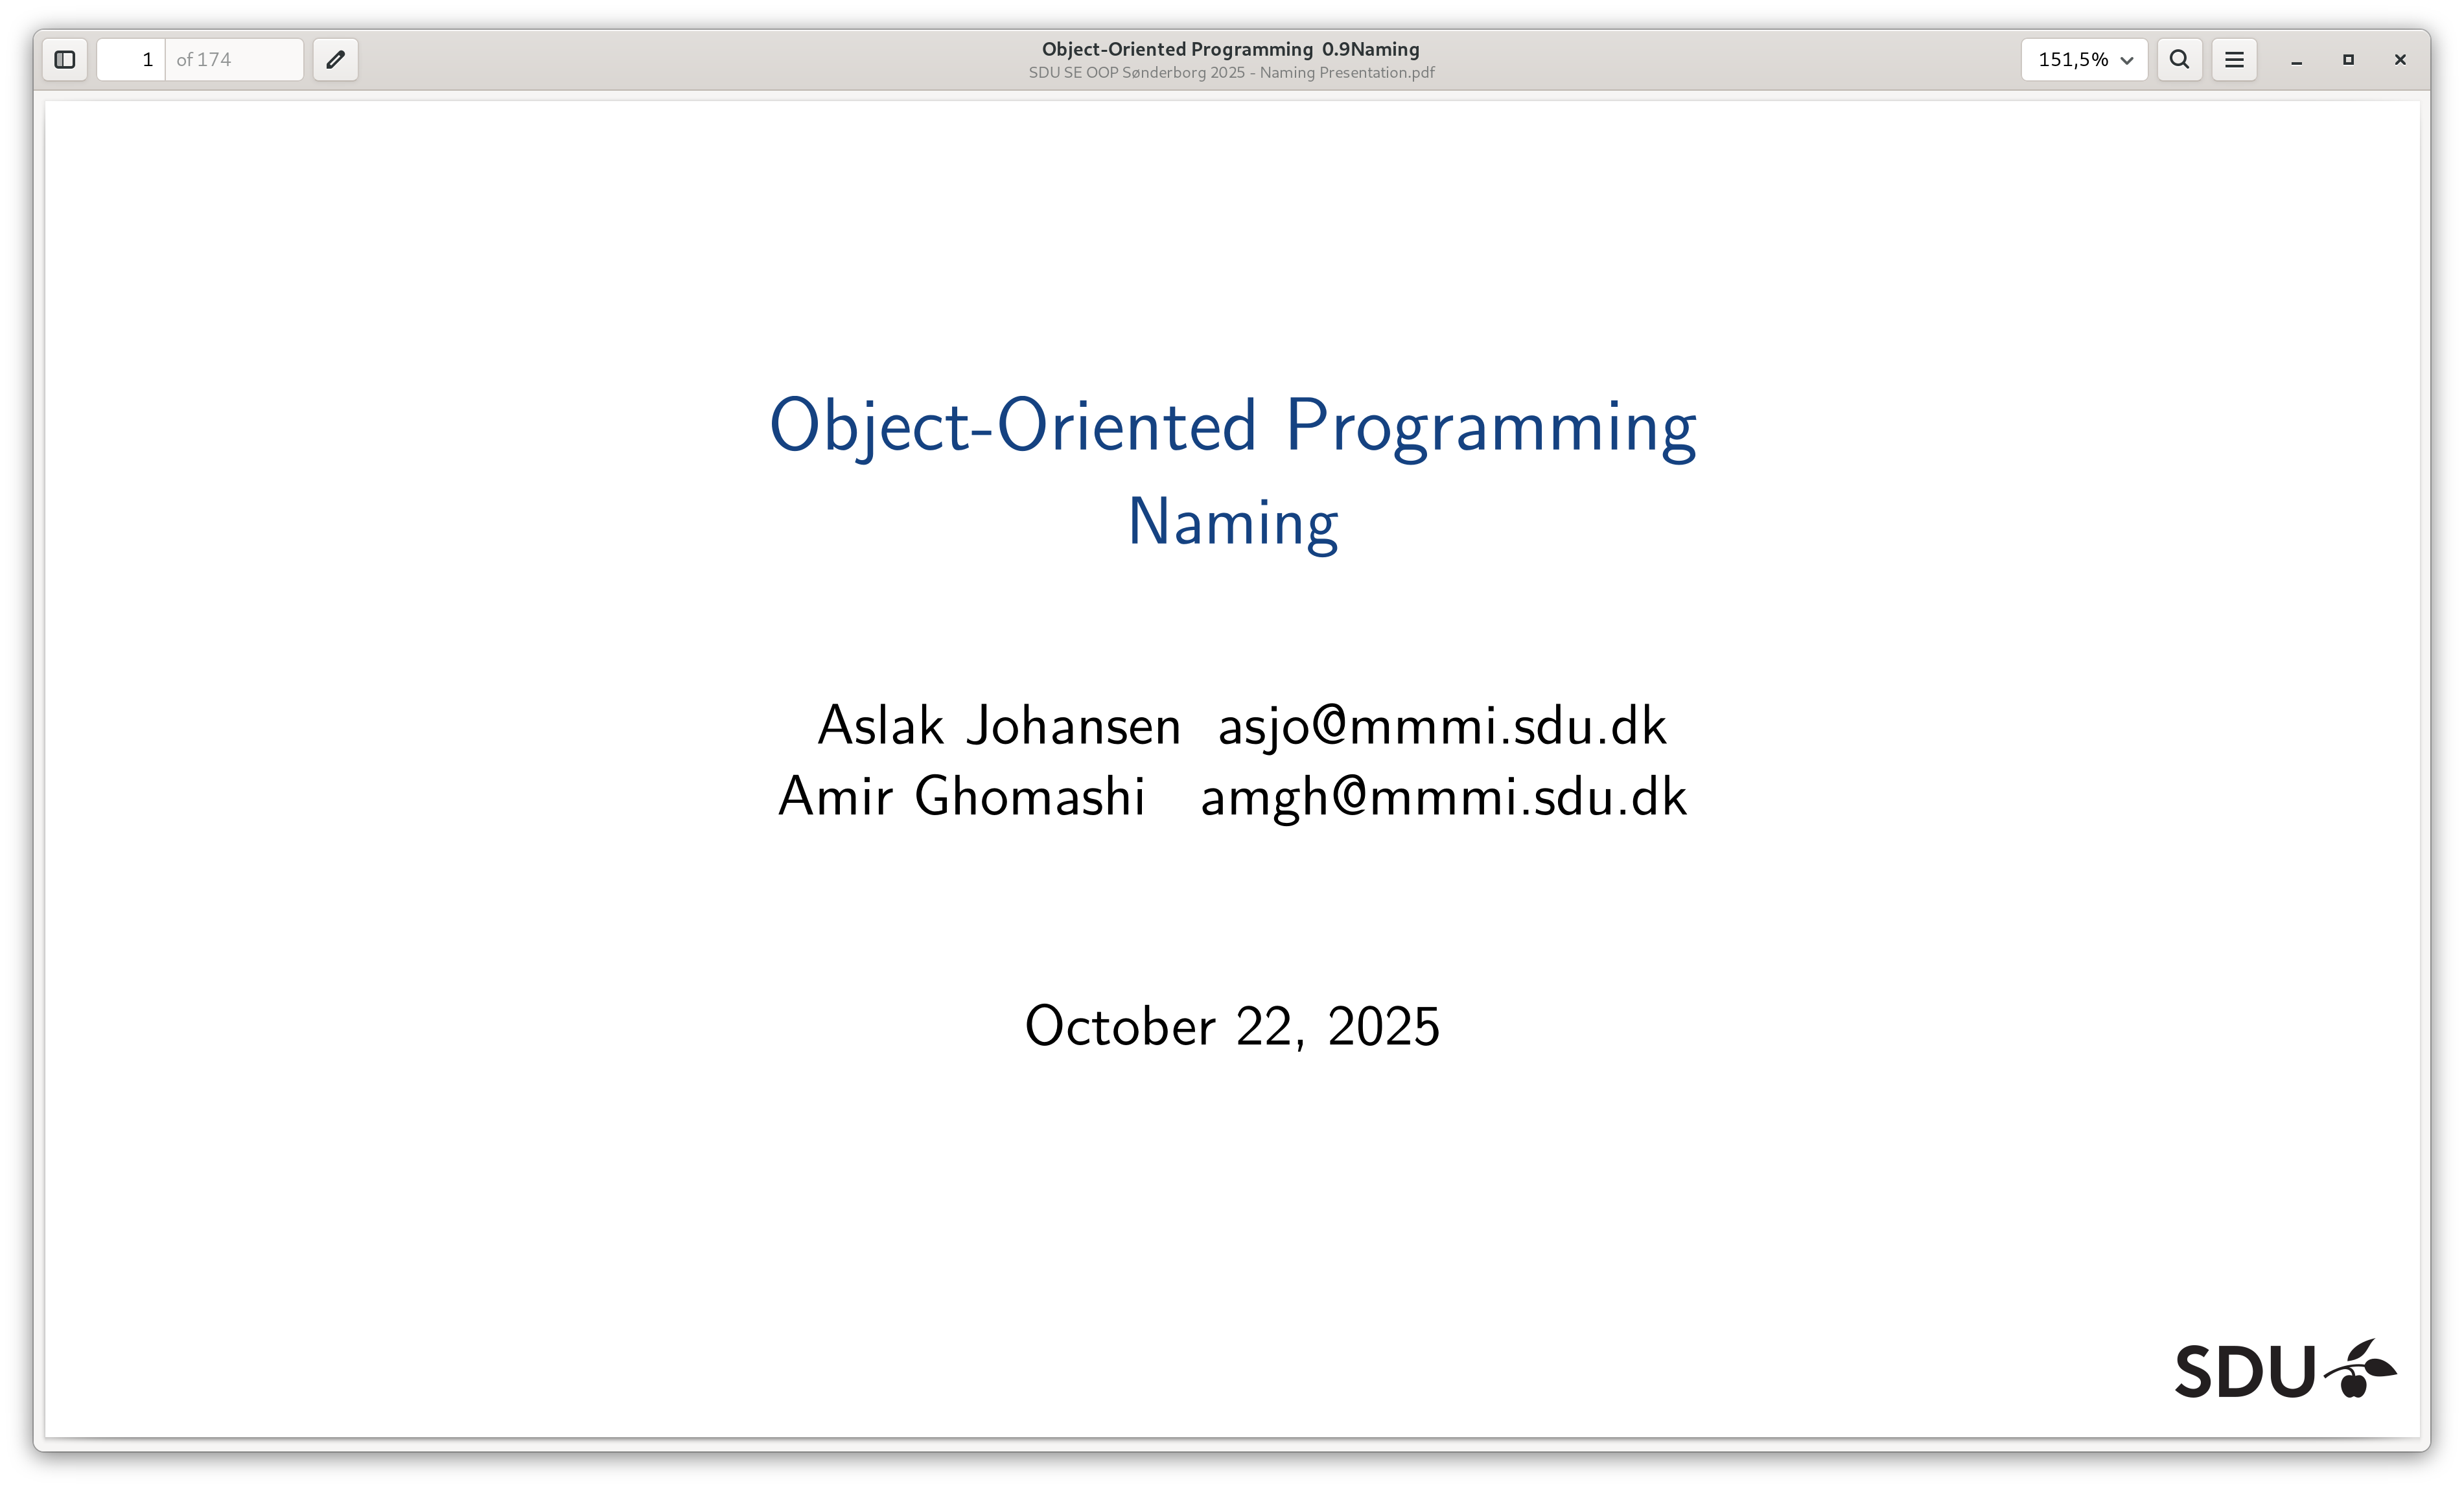 Object-Oriented Programming 0.9Naming
SDU SE OOP Sønderborg 2025 - Naming Presentation.pdf
1 of 174
151,5%
Object-Oriented Programming
Naming
Aslak Johansen asjo@mmmi.sdu.dk
Amir Ghomashi amgh@mmmi.sdu.dk
October 22, 2025
SDU